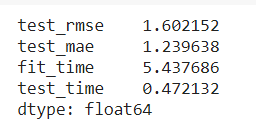 test_rmse 1.602152
test_mae 1.239638
fit_time 5.437686
test_time 0.472132
dtype: float64